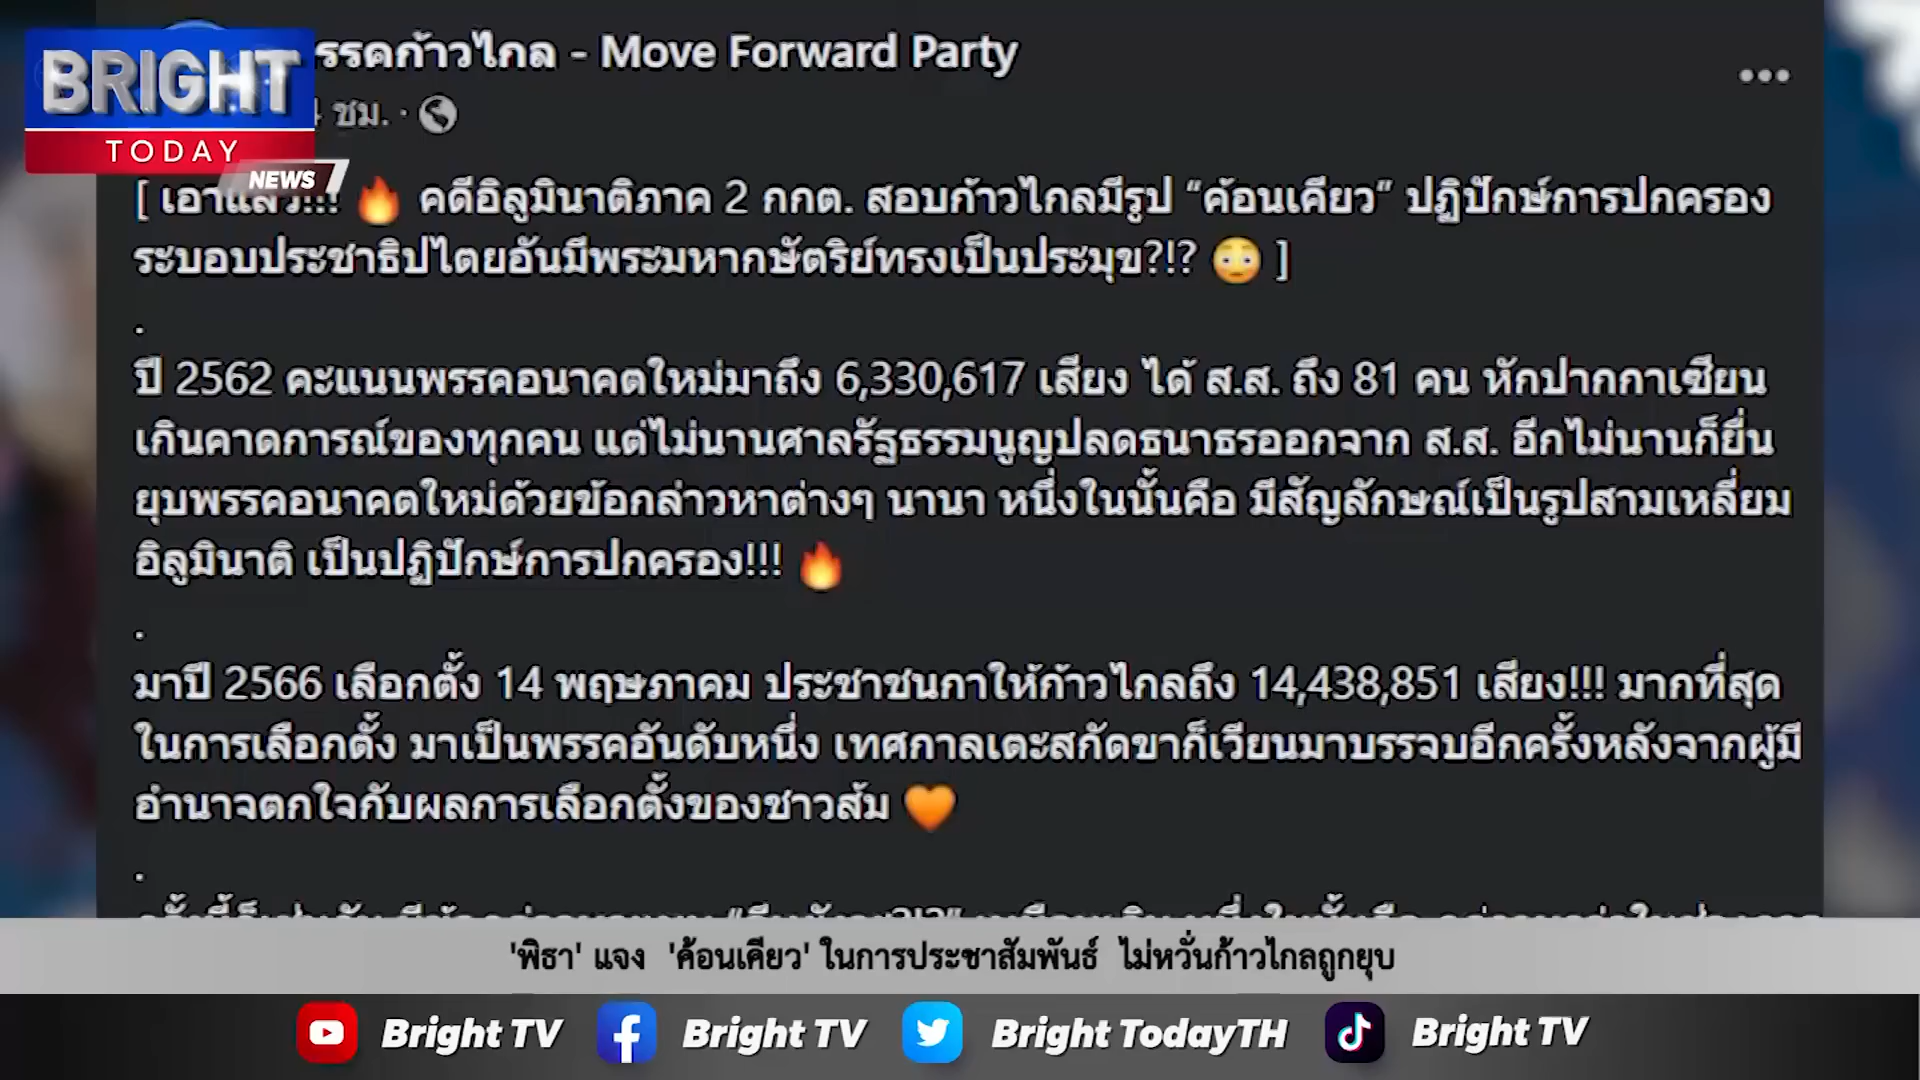 BRIGHT
TODAY
NEWS
รรคก้าวไกล - Move Forward Party
ชม. ·
[ เอาแล้ว!!! 🔥 คดีอิลูมินาติภาค 2 กกต. สอบก้าวไกลมีรูป “ค้อนเคียว” ปฏิปักษ์การปกครอง
ระบอบประชาธิปไตยอันมีพระมหากษัตริย์ทรงเป็นประมุข?!? 😳 ]
.
ปี 2562 คะแนนพรรคอนาคตใหม่มาถึง 6,330,617 เสียง ได้ ส.ส. ถึง 81 คน หักปากกาเซียน
เกินคาดการณ์ของทุกคน แต่ไม่นานศาลรัฐธรรมนูญปลดธนาธรออกจาก ส.ส. อีกไม่นานก็ยื่น
ยุบพรรคอนาคตใหม่ด้วยข้อกล่าวหาต่างๆ นานา หนึ่งในนั้นคือ มีสัญลักษณ์เป็นรูปสามเหลี่ยม
อิลูมินาติ เป็นปฏิปักษ์การปกครอง!!! 🔥
.
มาปี 2566 เลือกตั้ง 14 พฤษภาคม ประชาชนกาให้ก้าวไกลถึง 14,438,851 เสียง!!! มากที่สุด
ในการเลือกตั้ง มาเป็นพรรคอันดับหนึ่ง เทศกาลเตะสกัดขาก็เวียนมาบรรจบอีกครั้งหลังจากผู้มี
อำนาจตกใจกับผลการเลือกตั้งของชาวส้ม 🧡
.
'พิธา' แจง 'ค้อนเคียว' ในการประชาสัมพันธ์ ไม่หวั่นก้าวไกลถูกยุบ
Bright TV
Bright TV
Bright TodayTH
Bright TV